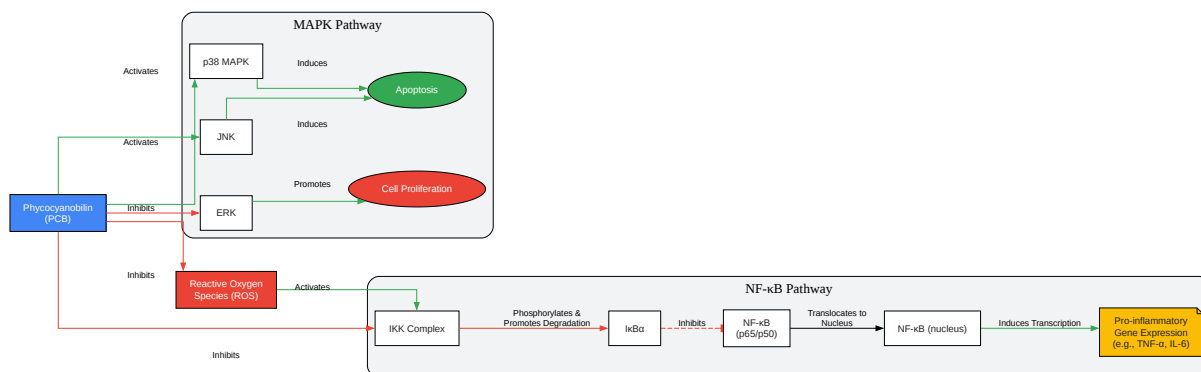 MAPK Pathway
p38 MAPK
Induces
Activates
Apoptosis
Induces
JNK
Activates
Promotes
Cell Proliferation
Phycocyanobilin
(PCB)
Inhibits
ERK
Inhibits
Reactive Oxygen
Species (ROS)
Activates
NF-κB Pathway
IKK Complex
Phosphorylates &
Promotes Degradation
IκBα
Inhibits
NF-κB
(p65/p50)
Translocates to
Nucleus
NF-κB (nucleus)
Induces Transcription
Pro-inflammatory
Gene Expression
(e.g., TNF-α, IL-6)
Inhibits